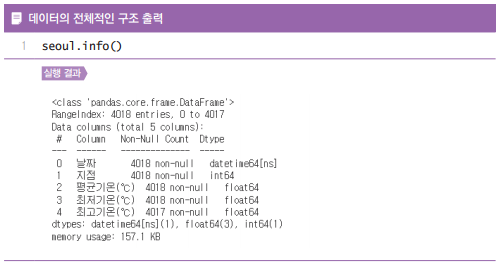 데이터의 전체적인 구조 출력
1 seoul.info()
실행 결과
<class 'pandas.core.frame.DataFrame'>
RangeIndex: 4018 entries, 0 to 4017
Data columns (total 5 columns):
# Column Non-Null Count Dtype
--- ------ -------------- -----
0 날짜 4018 non-null datetime64[ns]
1 지점 4018 non-null int64
2 평균기온(℃) 4018 non-null float64
3 최저기온(℃) 4018 non-null float64
4 최고기온(℃) 4017 non-null float64
dtypes: datetime64[ns](1), float64(3), int64(1)
memory usage: 157.1 KB